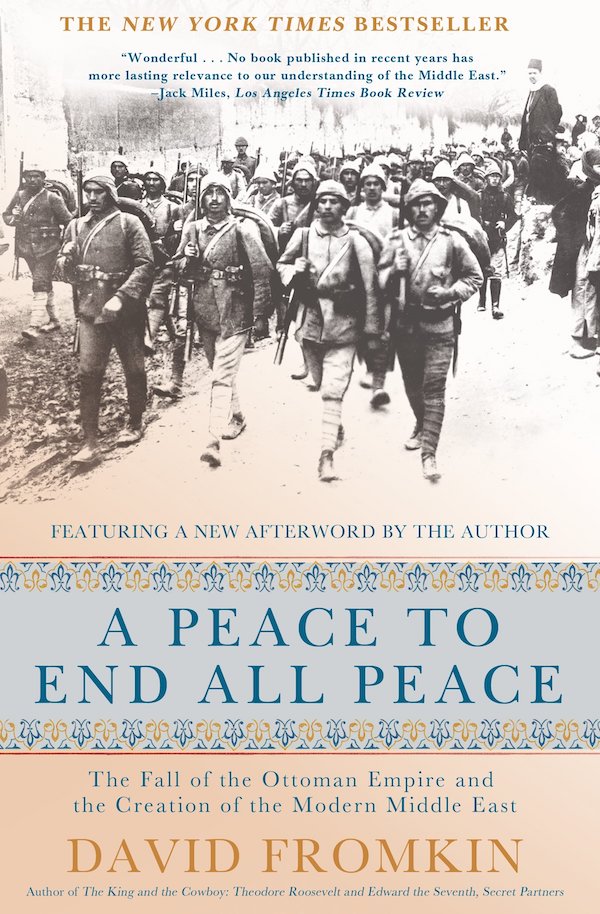 THE NEW YORK TIMES BESTSELLER
“Wonderful . . . No book published in recent years has
more lasting relevance to our understanding of the Middle East.”
–Jack Miles, Los Angeles Times Book Review
FEATURING A NEW AFTERWORD BY THE AUTHOR
A PEACE TO
END ALL PEACE
The Fall of the Ottoman Empire and
the Creation of the Modern Middle East
DAVID FROMKIN
Author of The King and the Cowboy: Theodore Roosevelt and Edward the Seventh, Secret Partners